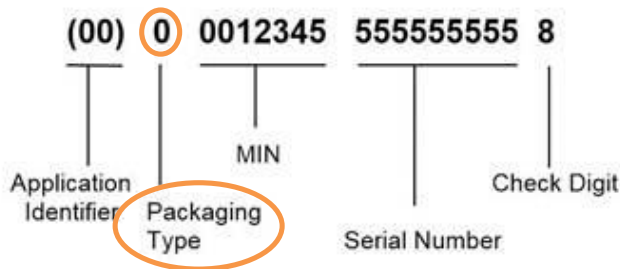 (00) 0 0012345 555555555 8
MIN
Application Identifier
Packaging Type
Serial Number
Check Digit